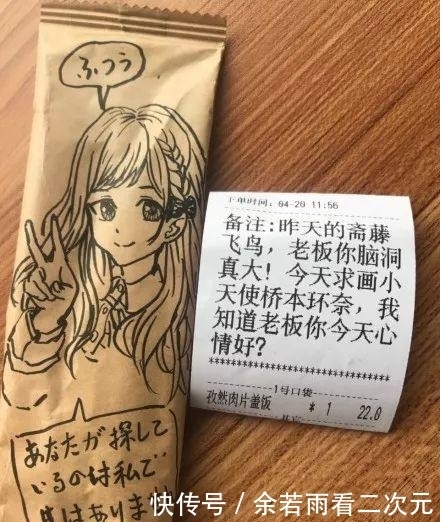 ふつう
あなたが探して
いるのは私で
はありま
下单时间: 04-20 11:56
备注:昨天的斋藤
飞鸟，老板你脑洞
真大！今天求画小
天使桥本环奈，我
知道老板你今天心
情好?
********************************
1号口袋
孜然肉片盖饭 * 1 22.0
其它
快传号 / 余若雨看二次元